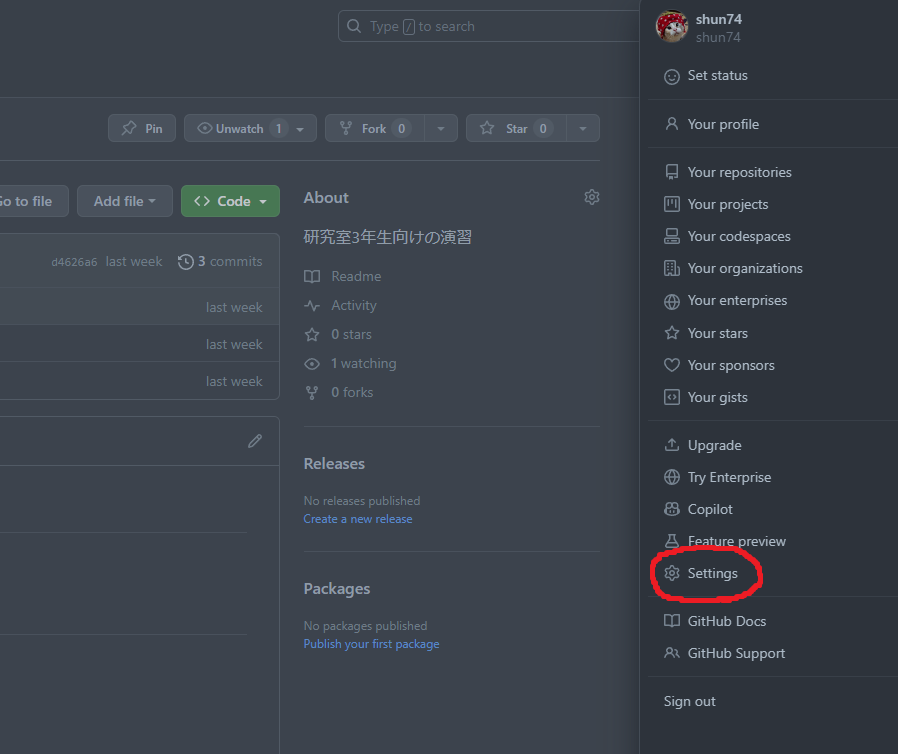 Type / to search
Pin
Unwatch 1
Fork 0
Star 0
Go to file
Add file
Code
d4626a6 last week 3 commits
last week
last week
last week
About
研究室3年生向けの演習
Readme
Activity
0 stars
1 watching
0 forks
Releases
No releases published
Create a new release
Packages
No packages published
Publish your first package
shun74
shun74
Set status
Your profile
Your repositories
Your projects
Your codespaces
Your organizations
Your enterprises
Your stars
Your sponsors
Your gists
Upgrade
Try Enterprise
Copilot
Feature preview
Settings
GitHub Docs
GitHub Support
Sign out